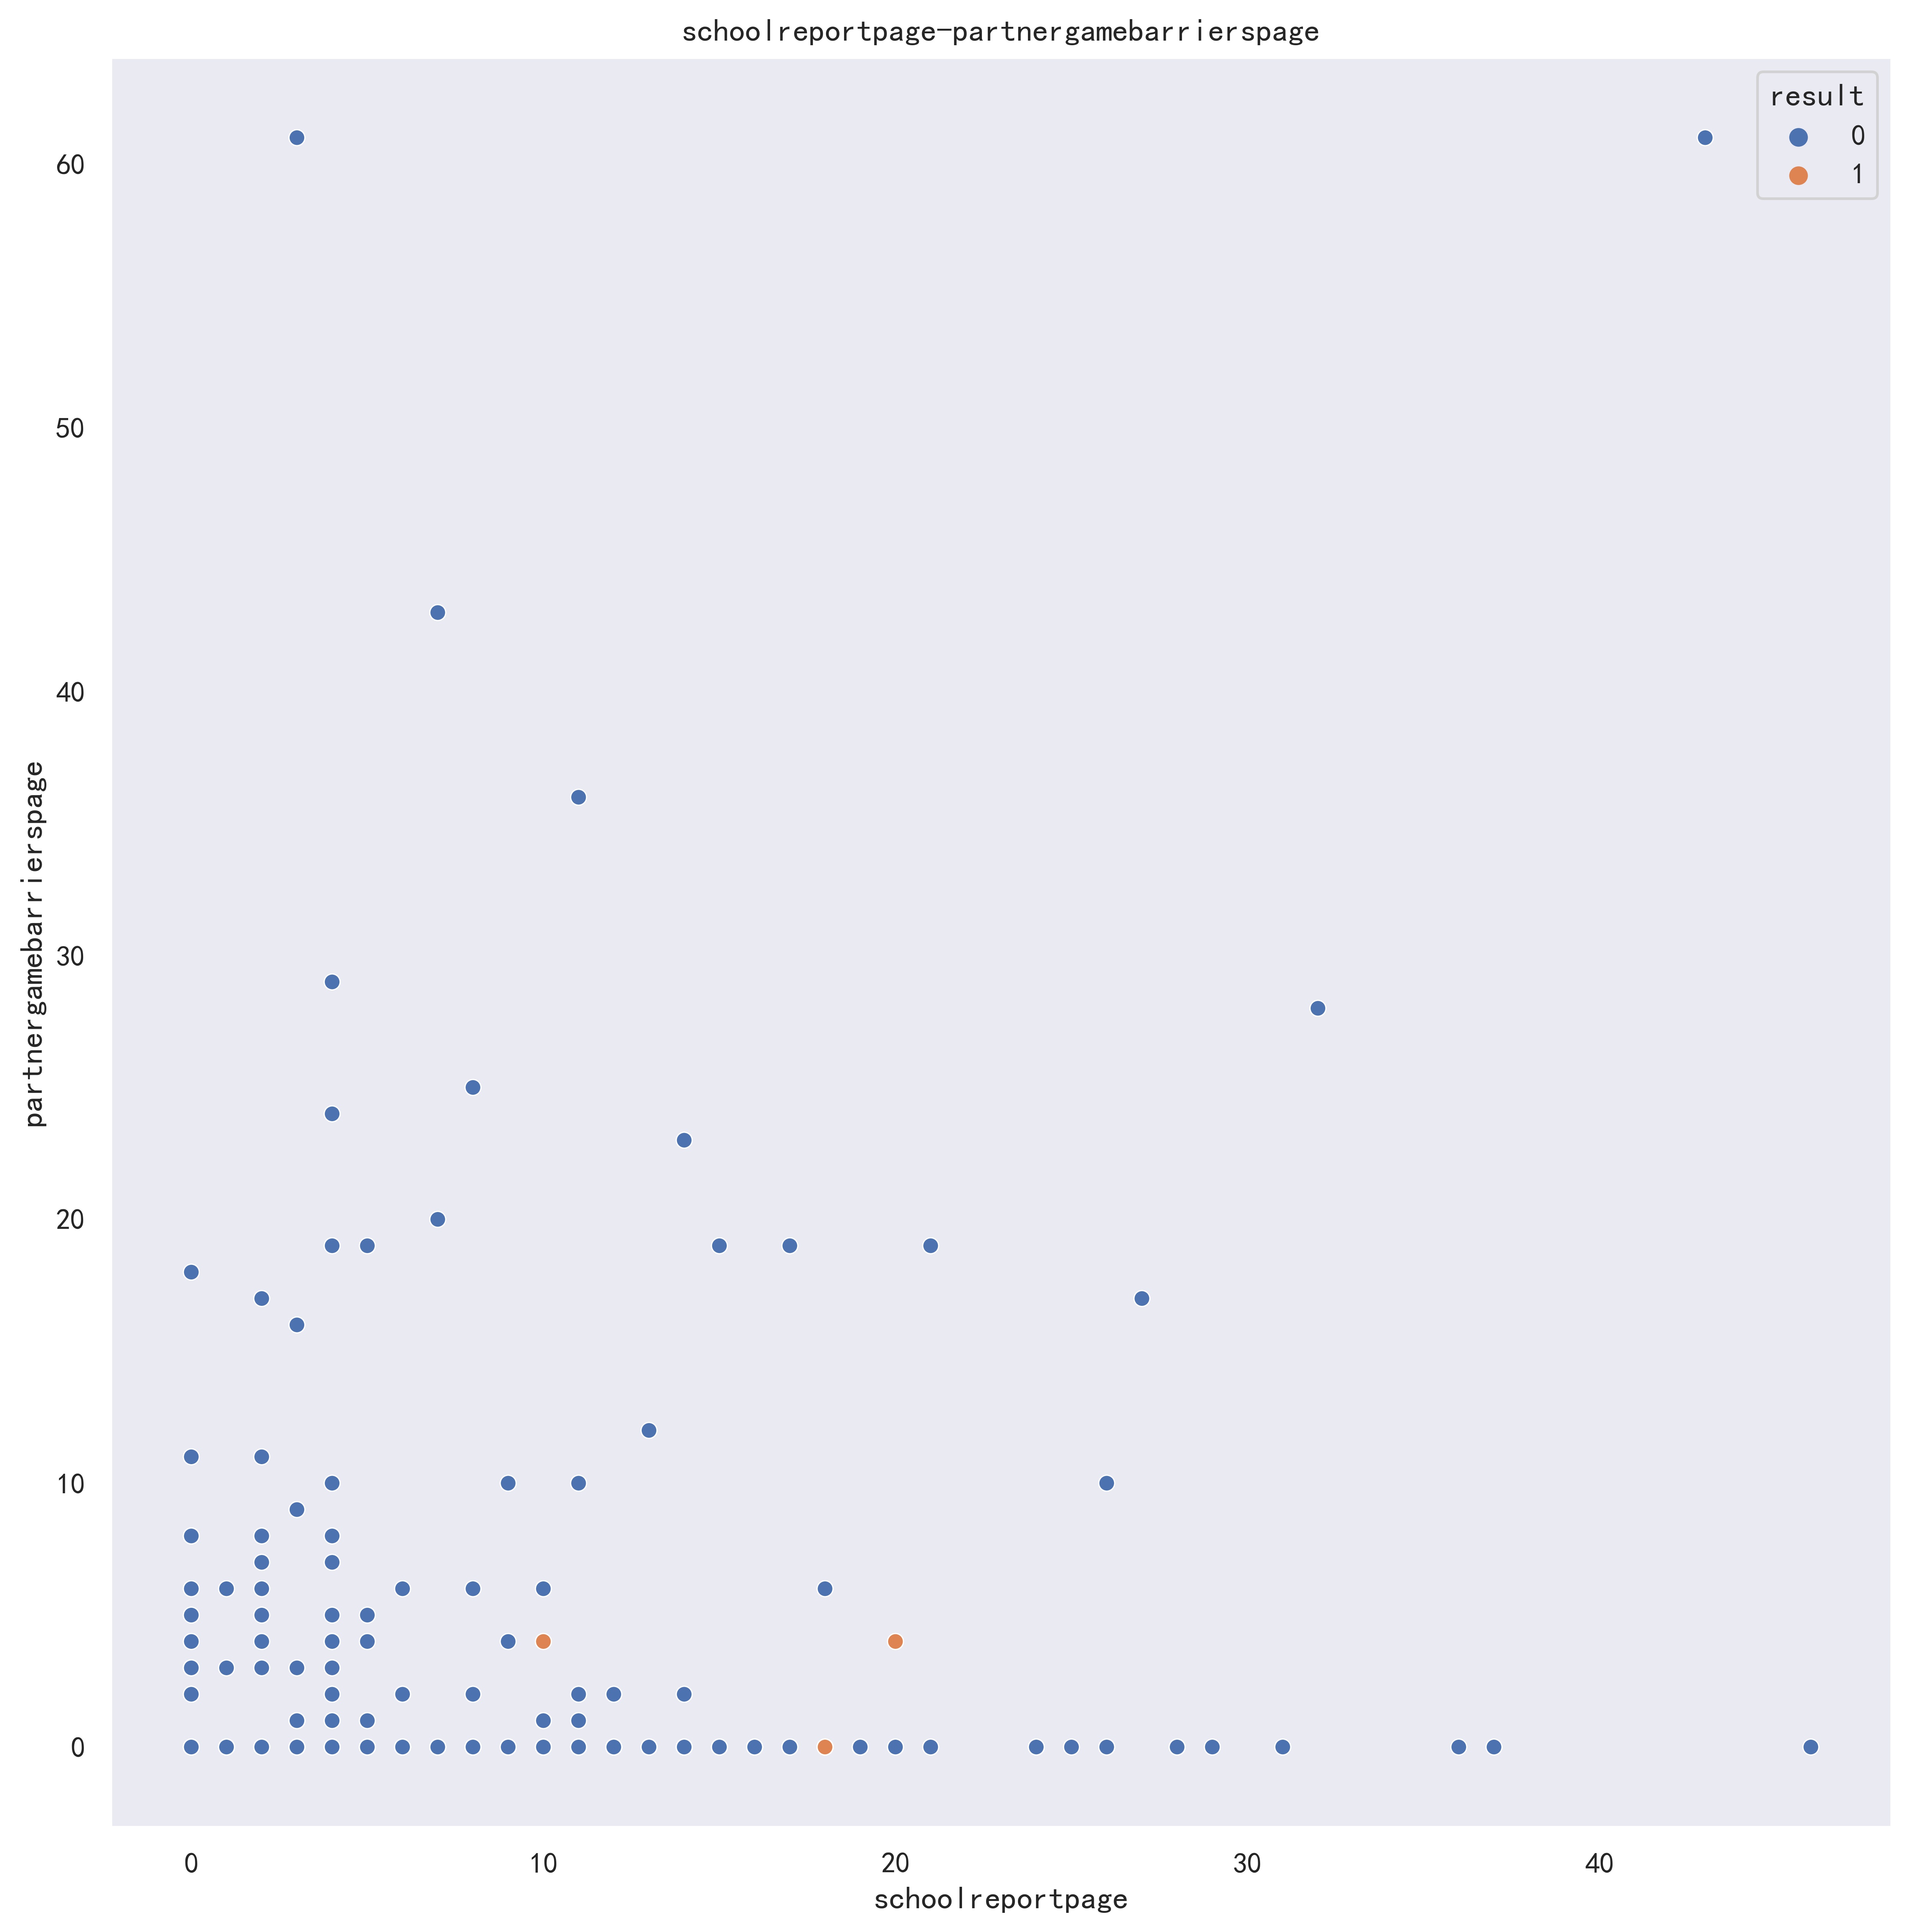 schoolreportpage-partnergamebarrierspage
result
0
1
60
50
40
30
20
10
0
partnergamebarrierspage
0 10 20 30 40
schoolreportpage